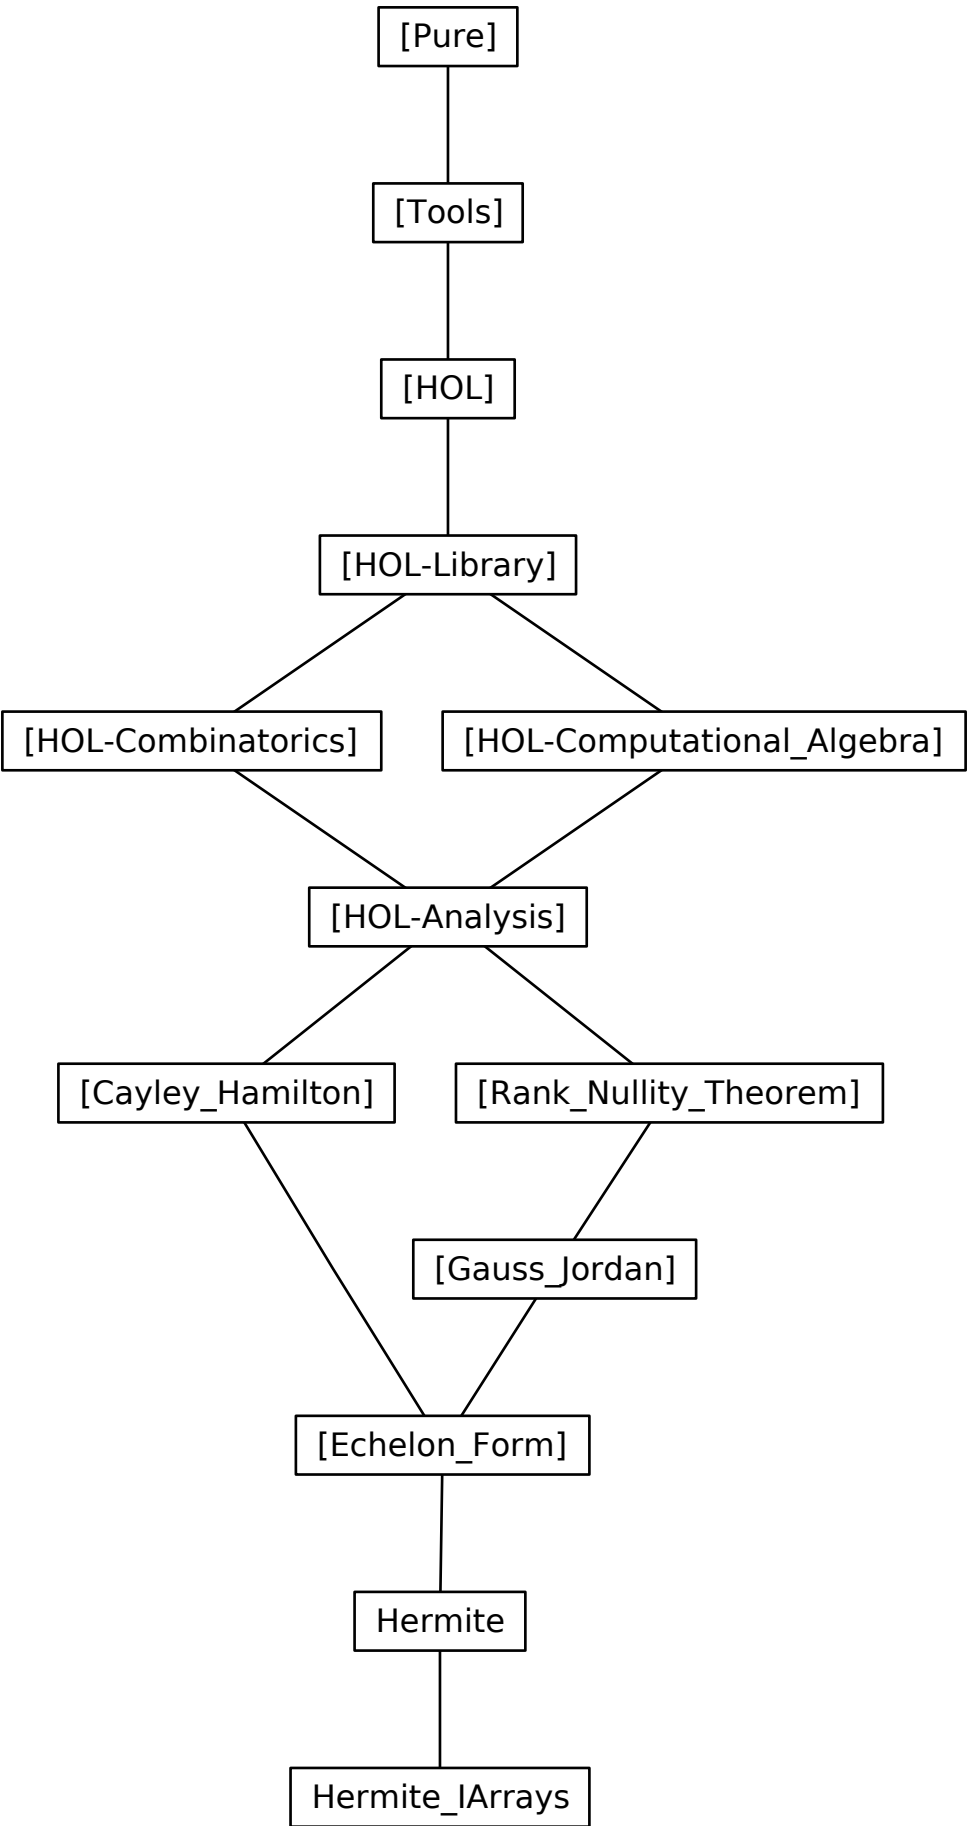 [Pure]
[Tools]
[HOL]
[HOL-Library]
[HOL-Combinatorics]
[HOL-Computational_Algebra]
[HOL-Analysis]
[Cayley_Hamilton]
[Rank_Nullity_Theorem]
[Gauss_Jordan]
[Echelon_Form]
Hermite
Hermite_IArrays